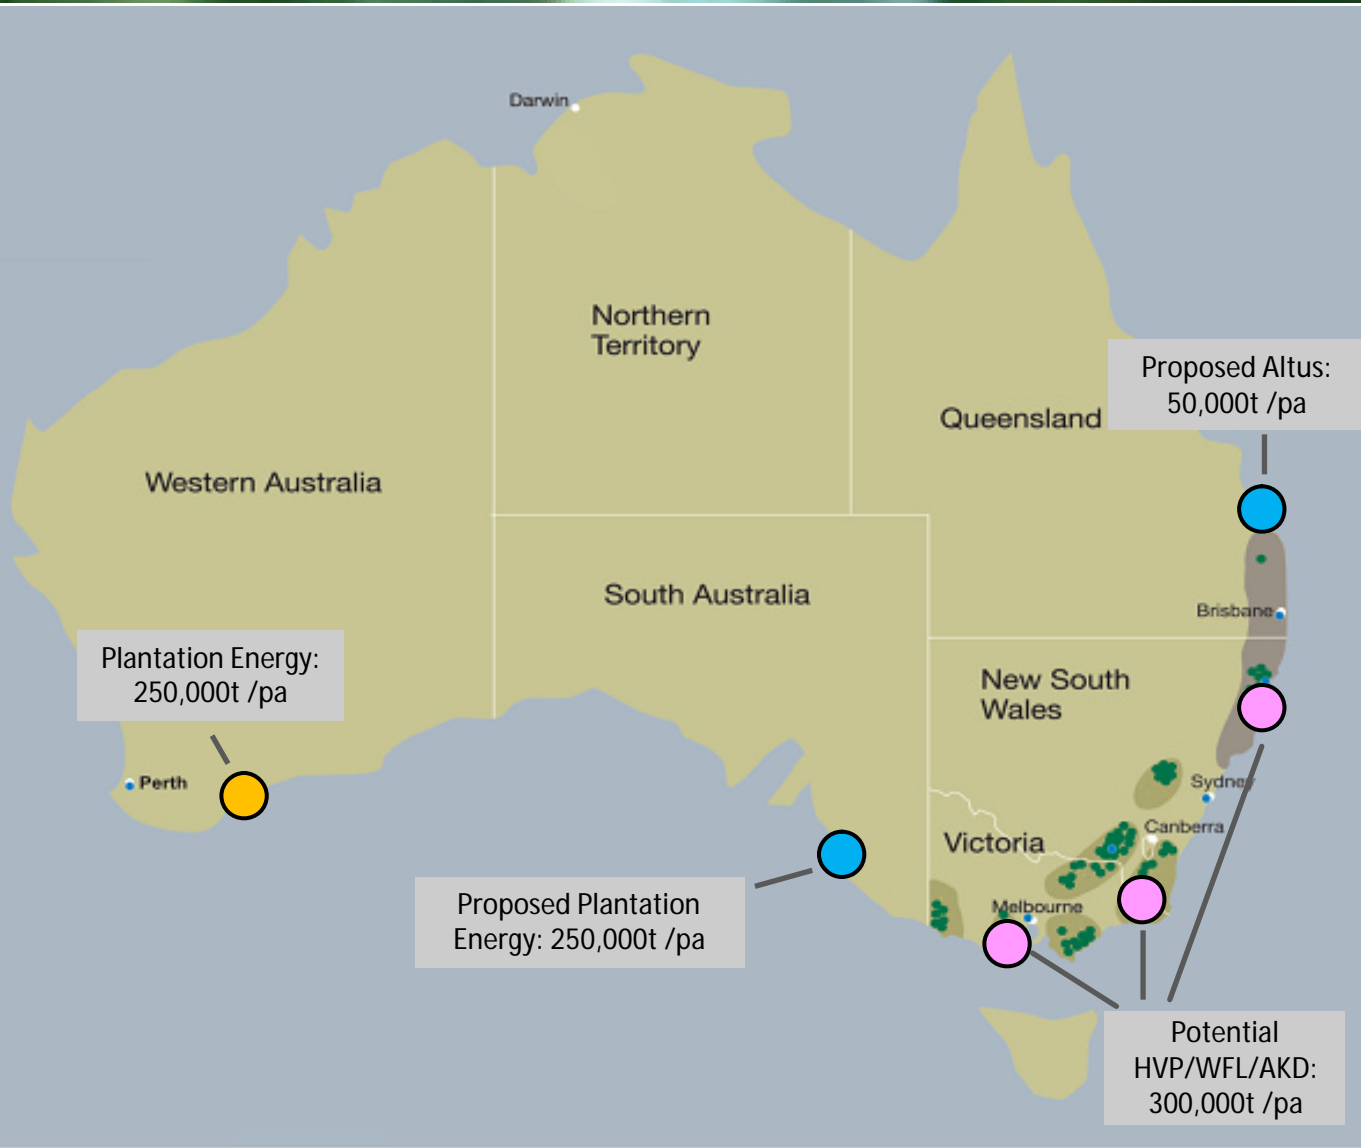 Darwin
Northern
Territory
Proposed Altus:
50,000t /pa
Queensland
Western Australia
South Australia
Brisbane
Plantation Energy:
250,000t /pa
New South
Wales
Perth
Sydney
Canberra
Victoria
Proposed Plantation
Energy: 250,000t /pa
Melbourne
Potential
HVP/WFL/AKD:
300,000t /pa